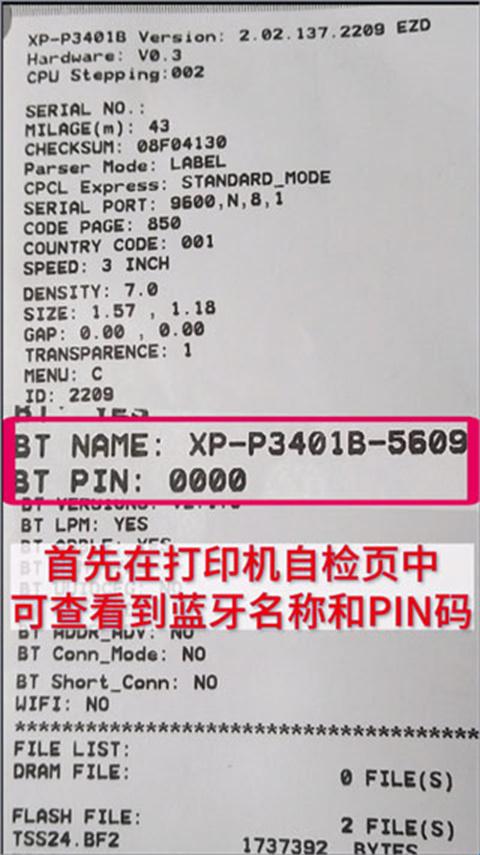 XP-P3401B Version: 2.02.137.2209 EZD
Hardware: V0.3
CPU Stepping:002
SERIAL NO.:
MILAGE(m): 43
CHECKSUM: 08F04130
Parser Mode: LABEL
CPCL Express: STANDARD_MODE
SERIAL PORT: 9600,N,8,1
CODE PAGE: 850
COUNTRY CODE: 001
SPEED: 3 INCH
DENSITY: 7.0
SIZE: 1.57 , 1.18
GAP: 0.00 , 0.00
TRANSPARENCE: 1
MENU: C
ID: 2209
BT NAME: XP-P3401B-5609
BT PIN: 0000
BT LPM: YES
首先在打印机自检页中
可查看到蓝牙名称和PIN码
BT ADDR_ADV: NO
BT Conn_Mode: NO
BT Short_Conn: NO
WIFI: NO
******************************************
FILE LIST:
DRAM FILE: 0 FILE(S)
FLASH FILE: 2 FILE(S)
TSS24.BF2 1737392 BYTES